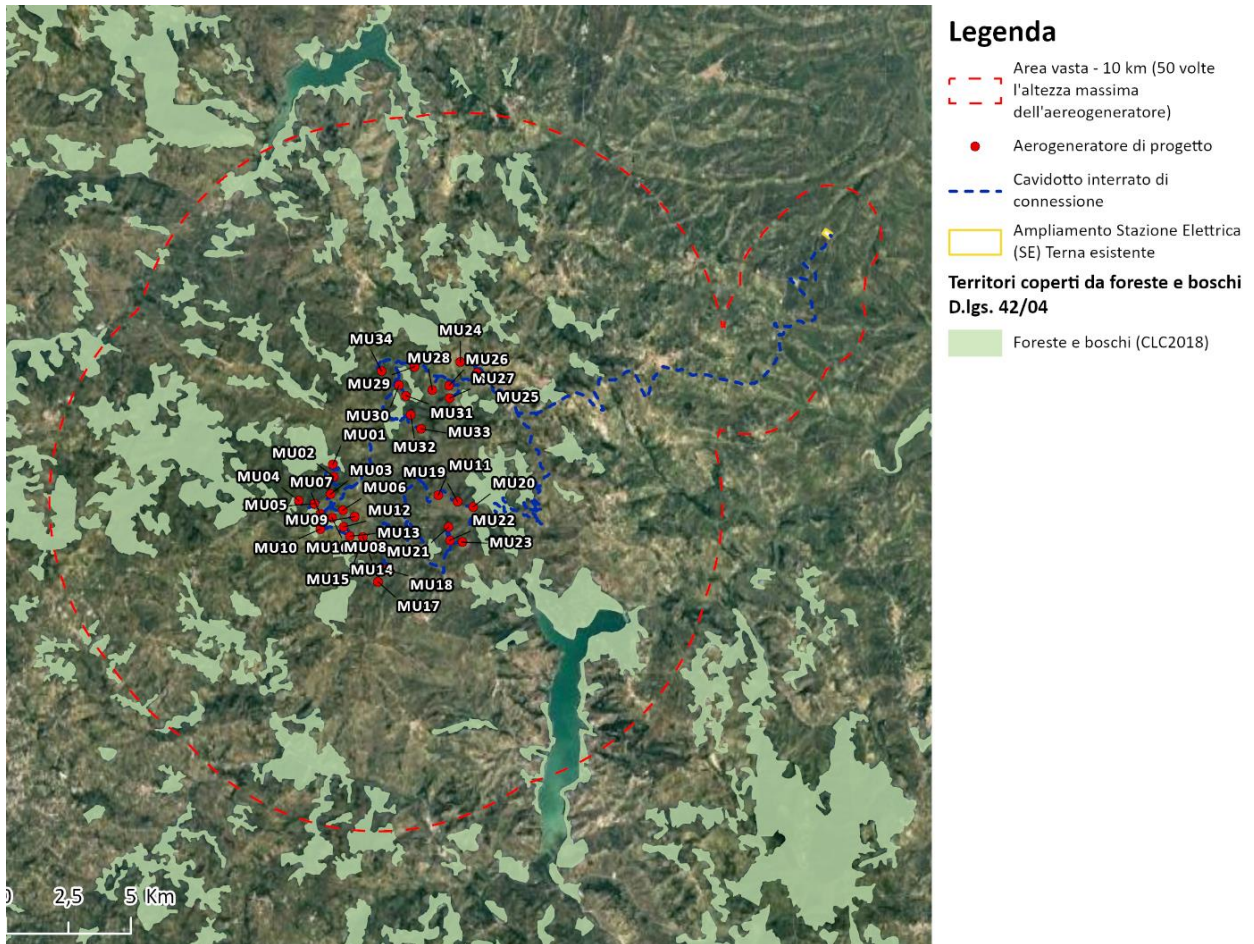 Legenda
Area vasta - 10 km (50 volte
l'altezza massima
dell'aereogeneratore)
Aerogeneratore di progetto
Cavidotto interrato di
connessione
Ampliamento Stazione Elettrica
(SE) Terna esistente
Territori coperti da foreste e boschi
D.lgs. 42/04
Foreste e boschi (CLC2018)
MU24
MU34
MU28
MU26
MU29
MU27
MU25
MU30
MU31
MU33
MU32
MU01
MU02
MU03
MU19
MU11
MU04
MU07
MU20
MU06
MU05
MU12
MU09
MU22
MU13
MU10
MU08
MU21
MU23
MU14
MU15
MU18
MU17
2,5
5 Km